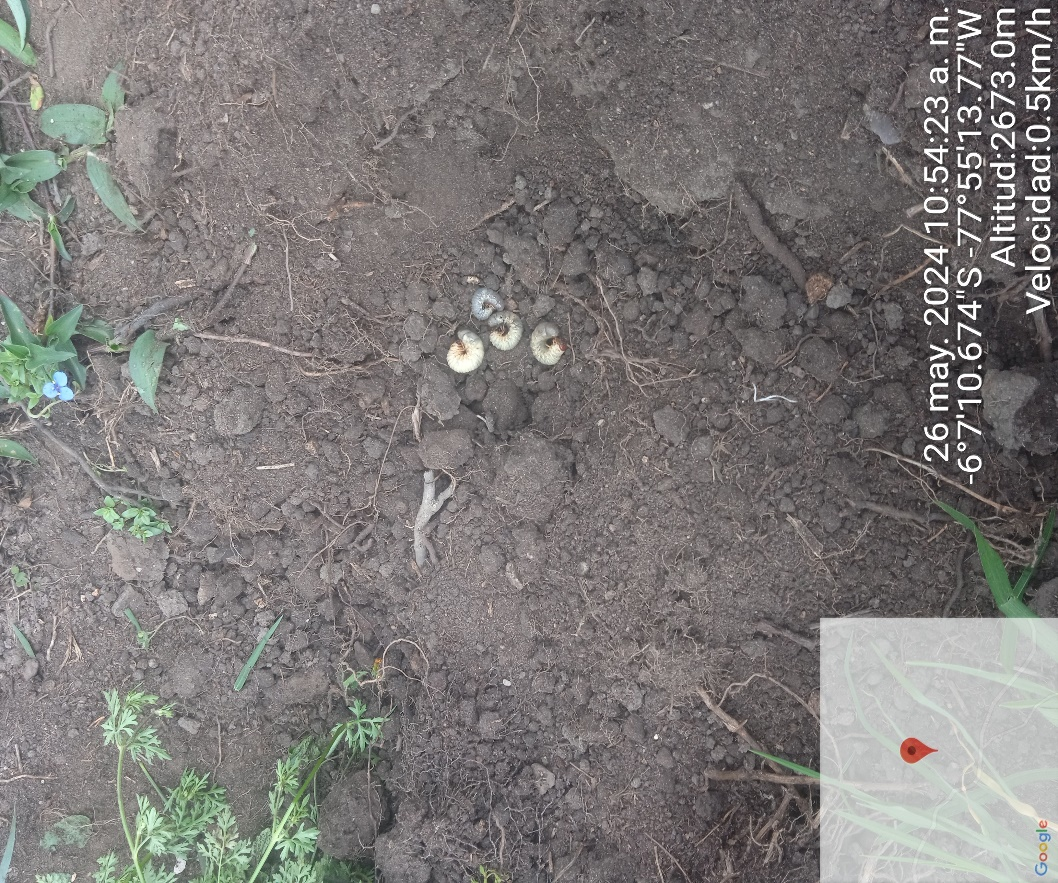 26 may. 2024 10:54:23 a. m.
-6°7'10.674"S -77°55'13.77"W
Altitud:2673.0m
Velocidad:0.5km/h
Google